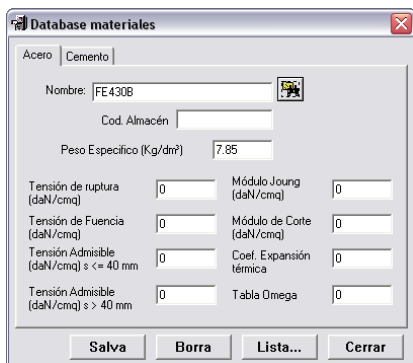 Database materiales
Acero Cemento
Nombre: FE430B
Cod. Almacén
Peso Especifico (Kg/dm³) 7.85
Tensión de ruptura
(daN/cmq) 0
Módulo Joung
(daN/cmq) 0
Tensión de Fuencia
(daN/cmq) 0
Módulo de Corte
(daN/cmq) 0
Tensión Admisible
(daN/cmq) s <= 40 mm 0
Coef. Expansión
térmica 0
Tensión Admisible
(daN/cmq) s > 40 mm 0
Tabla Omega 0
Salva Borra Lista... Cerrar